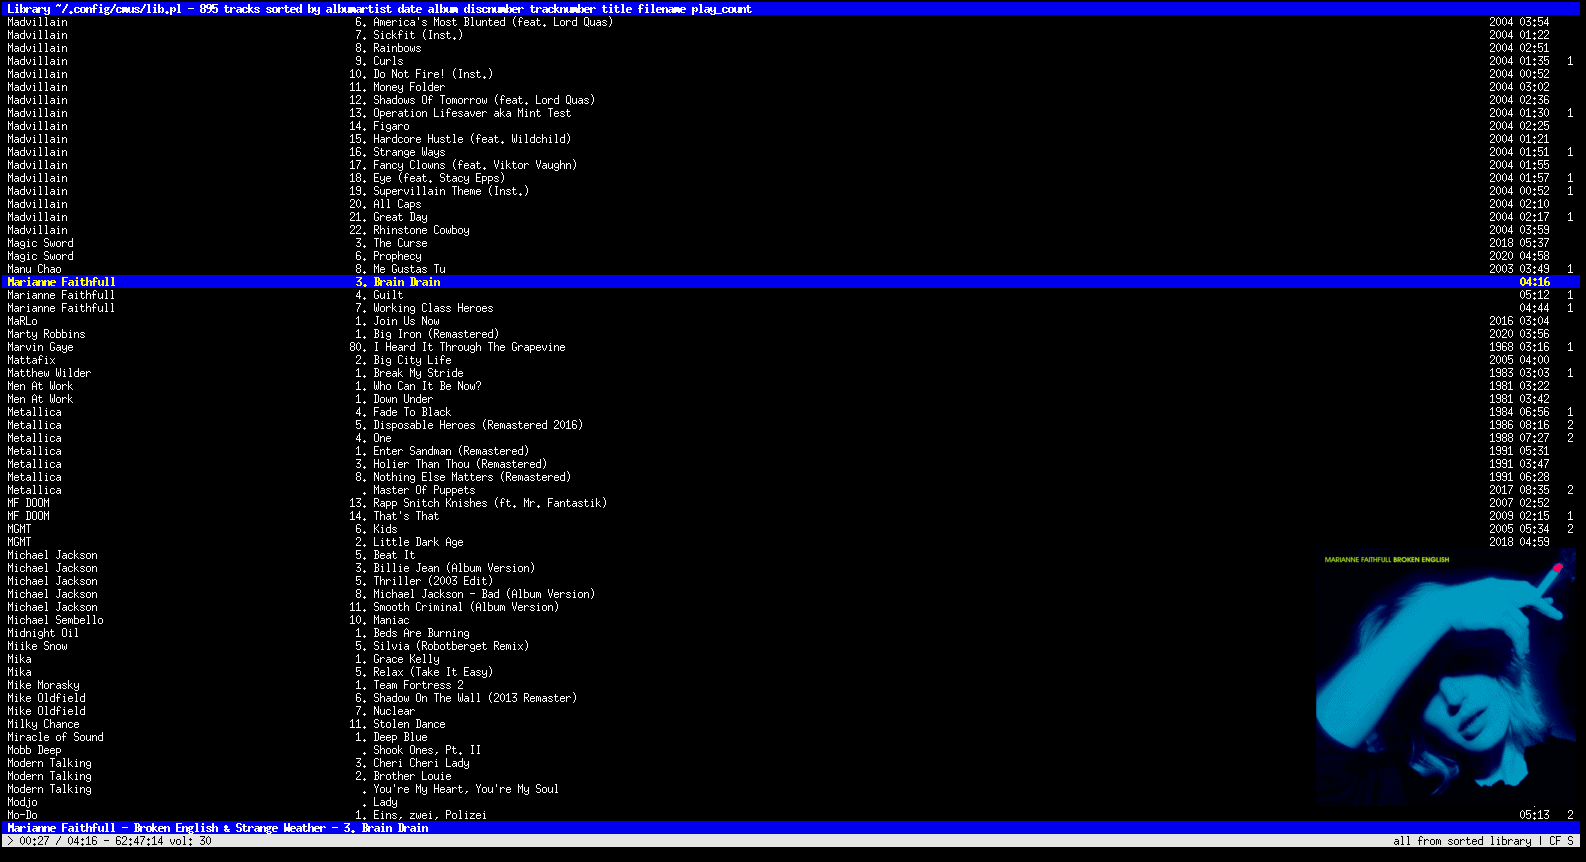 Library ~/.config/cmus/lib.pl - 895 tracks sorted by albumartist date album discnumber tracknumber title filename play_count
Madvillain 6. America's Most Blunted (feat. Lord Quas) 2004 03:54
Madvillain 7. Sickfit (Inst.) 2004 01:22
Madvillain 8. Rainbows 2004 02:51
Madvillain 9. Curls 2004 01:35 1
Madvillain 10. Do Not Fire! (Inst.) 2004 00:52
Madvillain 11. Money Folder 2004 03:02
Madvillain 12. Shadows Of Tomorrow (feat. Lord Quas) 2004 02:36
Madvillain 13. Operation Lifesaver aka Mint Test 2004 01:30 1
Madvillain 14. Figaro 2004 02:25
Madvillain 15. Hardcore Hustle (feat. Wildchild) 2004 01:21
Madvillain 16. Strange Ways 2004 01:51 1
Madvillain 17. Fancy Clowns (feat. Viktor Vaughn) 2004 01:55
Madvillain 18. Eye (feat. Stacy Epps) 2004 01:57 1
Madvillain 19. Supervillain Theme (Inst.) 2004 00:52 1
Madvillain 20. All Caps 2004 02:10
Madvillain 21. Great Day 2004 02:17 1
Madvillain 22. Rhinstone Cowboy 2004 03:59
Magic Sword 3. The Curse 2018 05:37
Magic Sword 6. Prophecy 2020 04:58
Manu Chao 8. Me Gustas Tu 2003 03:49 1
Marianne Faithfull 3. Brain Drain 04:16
Marianne Faithfull 4. Guilt 05:12 1
Marianne Faithfull 7. Working Class Heroes 04:44 1
MaRLo 1. Join Us Now 2016 03:04
Marty Robbins 1. Big Iron (Remastered) 2020 03:56
Marvin Gaye 80. I Heard It Through The Grapevine 1968 03:16 1
Mattafix 2. Big City Life 2005 04:00
Matthew Wilder 1. Break My Stride 1983 03:03 1
Men At Work 1. Who Can It Be Now? 1981 03:22
Men At Work 1. Down Under 1981 03:42
Metallica 4. Fade To Black 1984 06:56 1
Metallica 5. Disposable Heroes (Remastered 2016) 1986 08:16 2
Metallica 4. One 1988 07:27 2
Metallica 1. Enter Sandman (Remastered) 1991 05:31
Metallica 3. Holier Than Thou (Remastered) 1991 03:47
Metallica 8. Nothing Else Matters (Remastered) 1991 06:28
Metallica . Master Of Puppets 2017 08:35 2
MF DOOM 13. Rapp Snitch Knishes (ft. Mr. Fantastik) 2007 02:52
MF DOOM 14. That's That 2009 02:15 1
MGMT 6. Kids 2005 05:34 2
MGMT 2. Little Dark Age 2018 04:59
Michael Jackson 5. Beat It
MARIANNE FAITHFULL BROKEN ENGLISH
Michael Jackson 3. Billie Jean (Album Version)
Michael Jackson 5. Thriller (2003 Edit)
Michael Jackson 8. Michael Jackson - Bad (Album Version)
Michael Jackson 11. Smooth Criminal (Album Version)
Michael Sembello 10. Maniac
Midnight Oil 1. Beds Are Burning
Miike Snow 5. Silvia (Robotberget Remix)
Mika 1. Grace Kelly
Mika 5. Relax (Take It Easy)
Mike Morasky 1. Team Fortress 2
Mike Oldfield 6. Shadow On The Wall (2013 Remaster)
Mike Oldfield 7. Nuclear
Milky Chance 11. Stolen Dance
Miracle of Sound 1. Deep Blue
Mobb Deep . Shook Ones, Pt. II
Modern Talking 3. Cheri Cheri Lady
Modern Talking 2. Brother Louie
Modern Talking . You're My Heart, You're My Soul
Modjo . Lady
Mo-Do 1. Eins, zwei, Polizei 05:13 2
Marianne Faithfull - Broken English & Strange Weather - 3. Brain Drain
> 00:27 / 04:16 - 62:47:14 vol: 30 all from sorted library | CF S